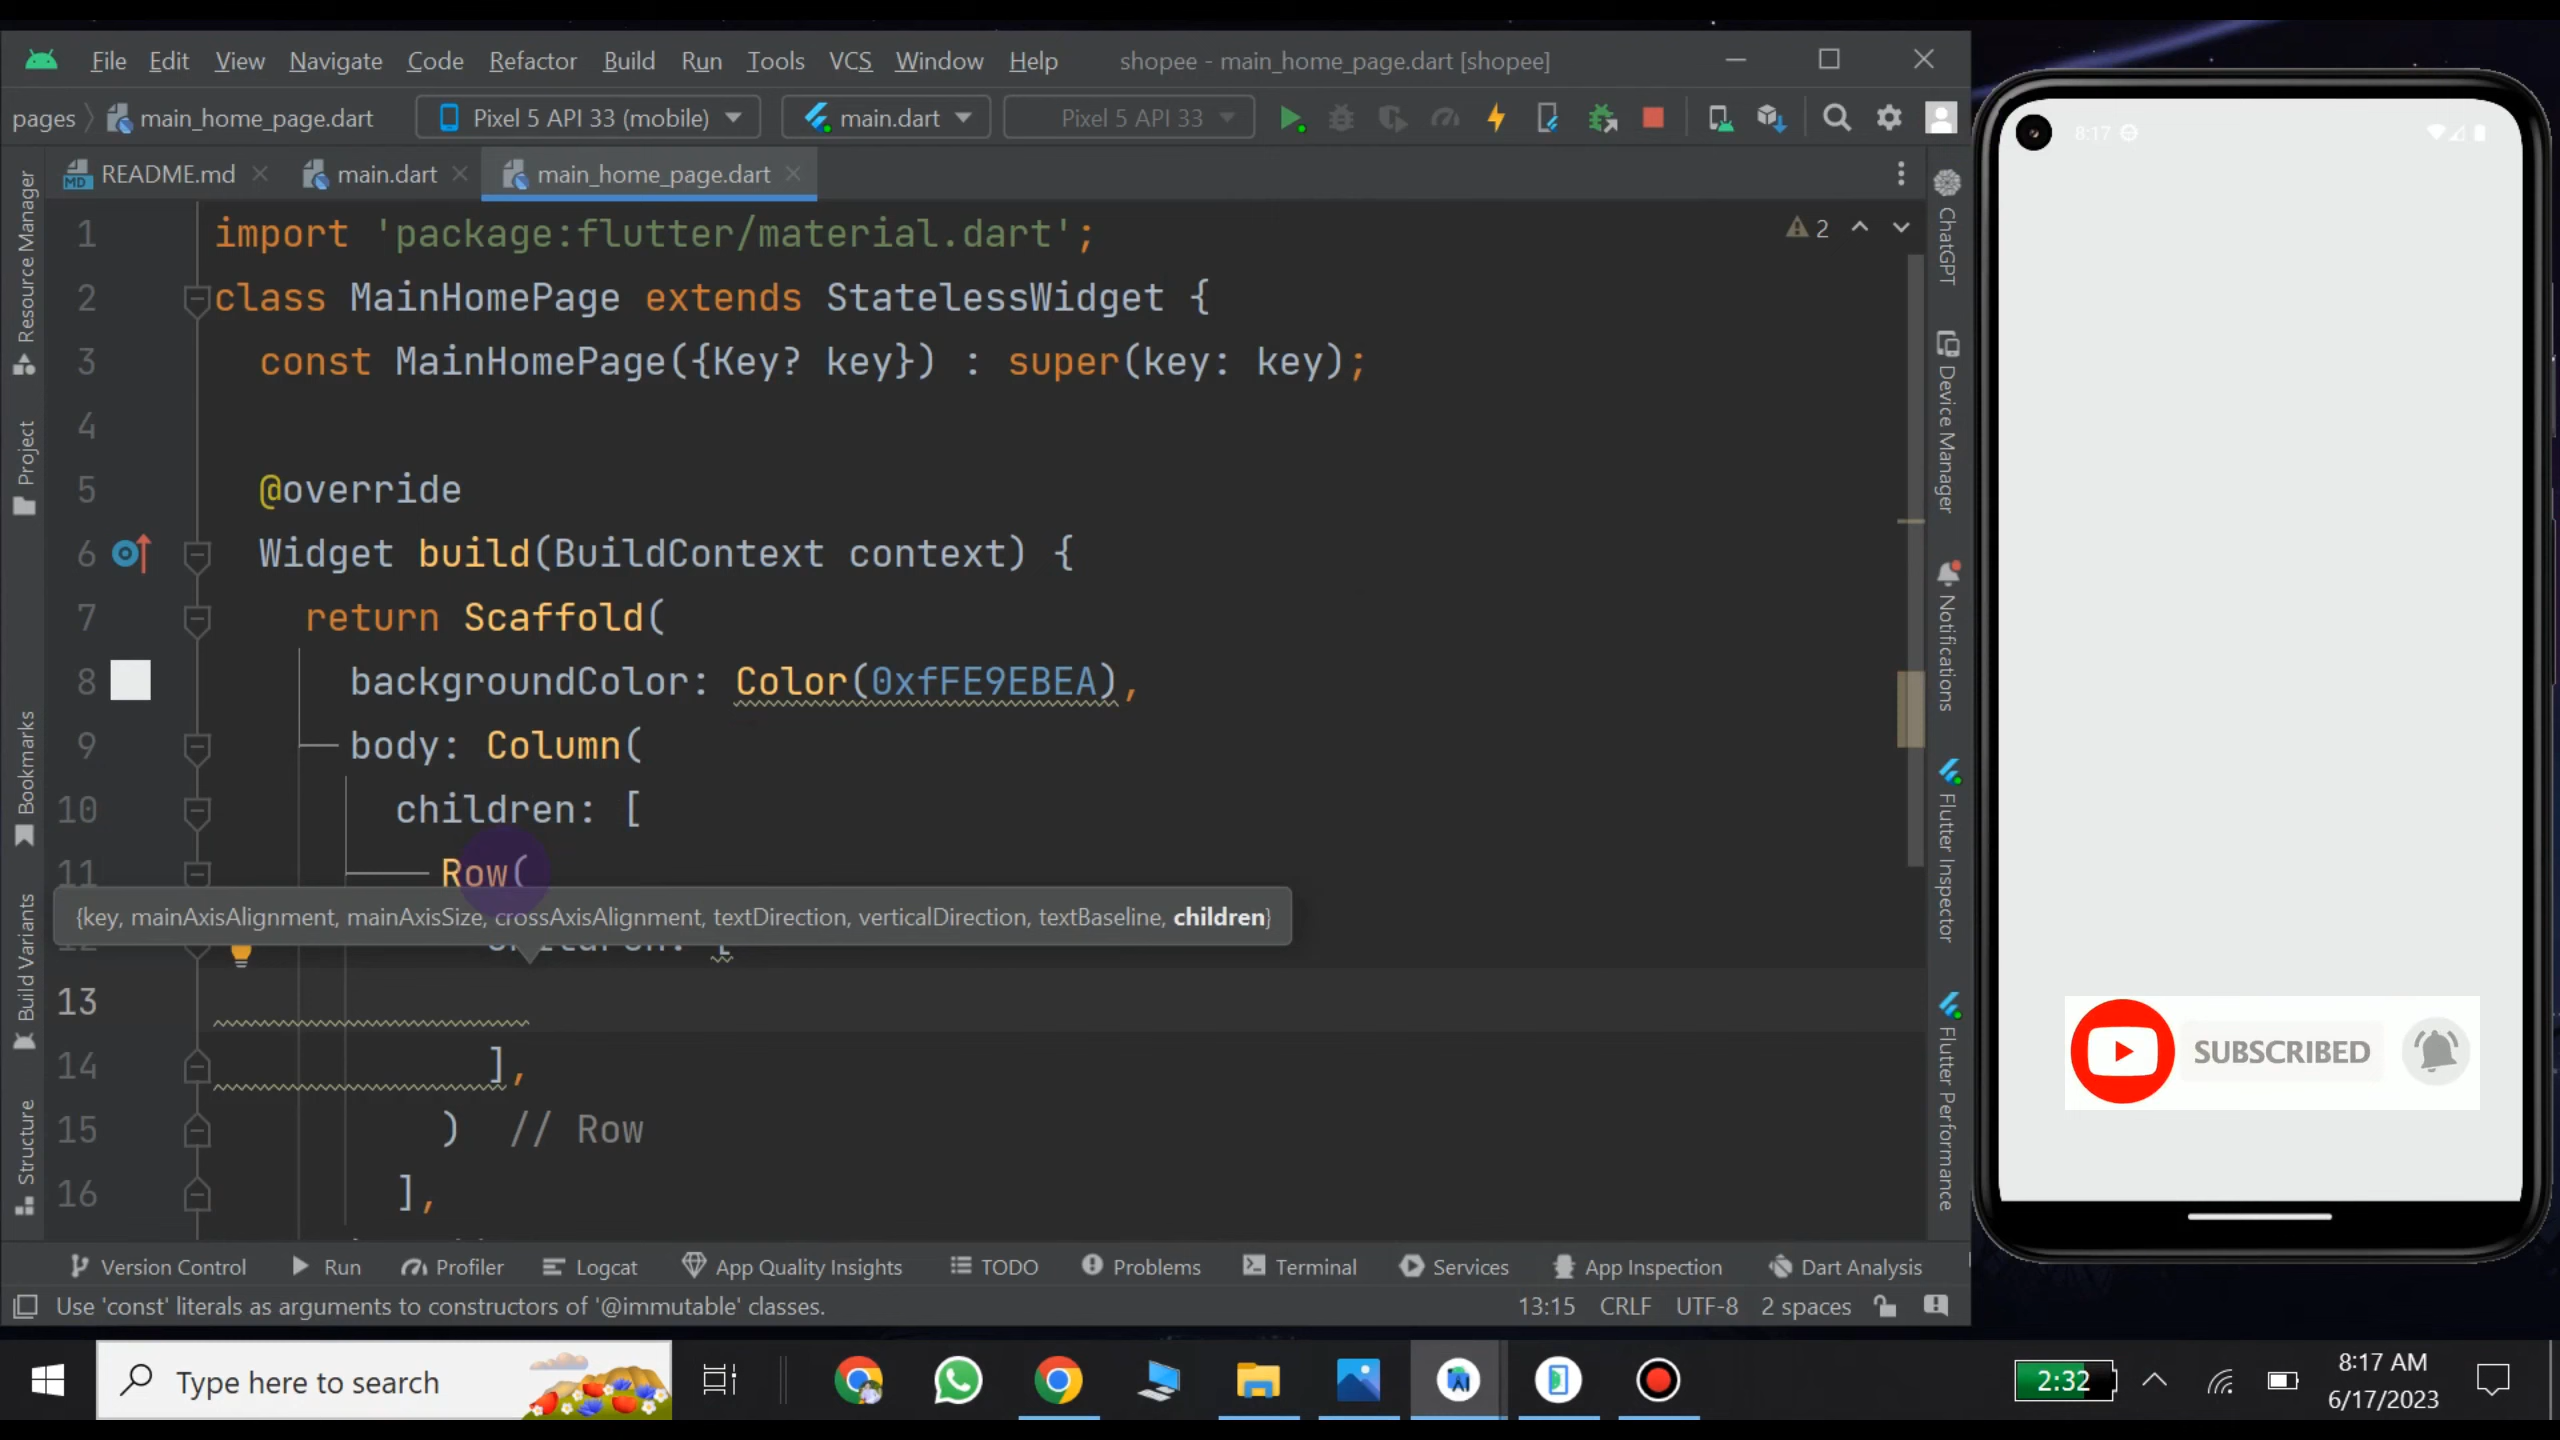 File Edit View Navigate Code Refactor Build Run Tools VCS Window Help shopee - main_home_page.dart [shopee]
pages main_home_page.dart Pixel 5 API 33 (mobile) main.dart Pixel 5 API 33
README.md main.dart main_home_page.dart
1 import 'package:flutter/material.dart';
2 class MainHomePage extends StatelessWidget {
3 const MainHomePage({Key? key}) : super(key: key);
4
5 @override
6 Widget build(BuildContext context) {
7 return Scaffold(
8 backgroundColor: Color(0xfFE9EBEA),
9 body: Column(
10 children: [
11 Row(
{key, mainAxisAlignment, mainAxisSize, crossAxisAlignment, textDirection, verticalDirection, textBaseline, children}
12 children: [
13
14 ],
15 ) // Row
16 ],
2
Resource Manager
Project
Bookmarks
Build Variants
Structure
ChatGPT
Device Manager
Notifications
Flutter Inspector
Flutter Performance
Version Control Run Profiler Logcat App Quality Insights TODO Problems Terminal Services App Inspection Dart Analysis
Use 'const' literals as arguments to constructors of '@immutable' classes. 13:15 CRLF UTF-8 2 spaces
8:17
SUBSCRIBED
Type here to search
2:32
8:17 AM
6/17/2023